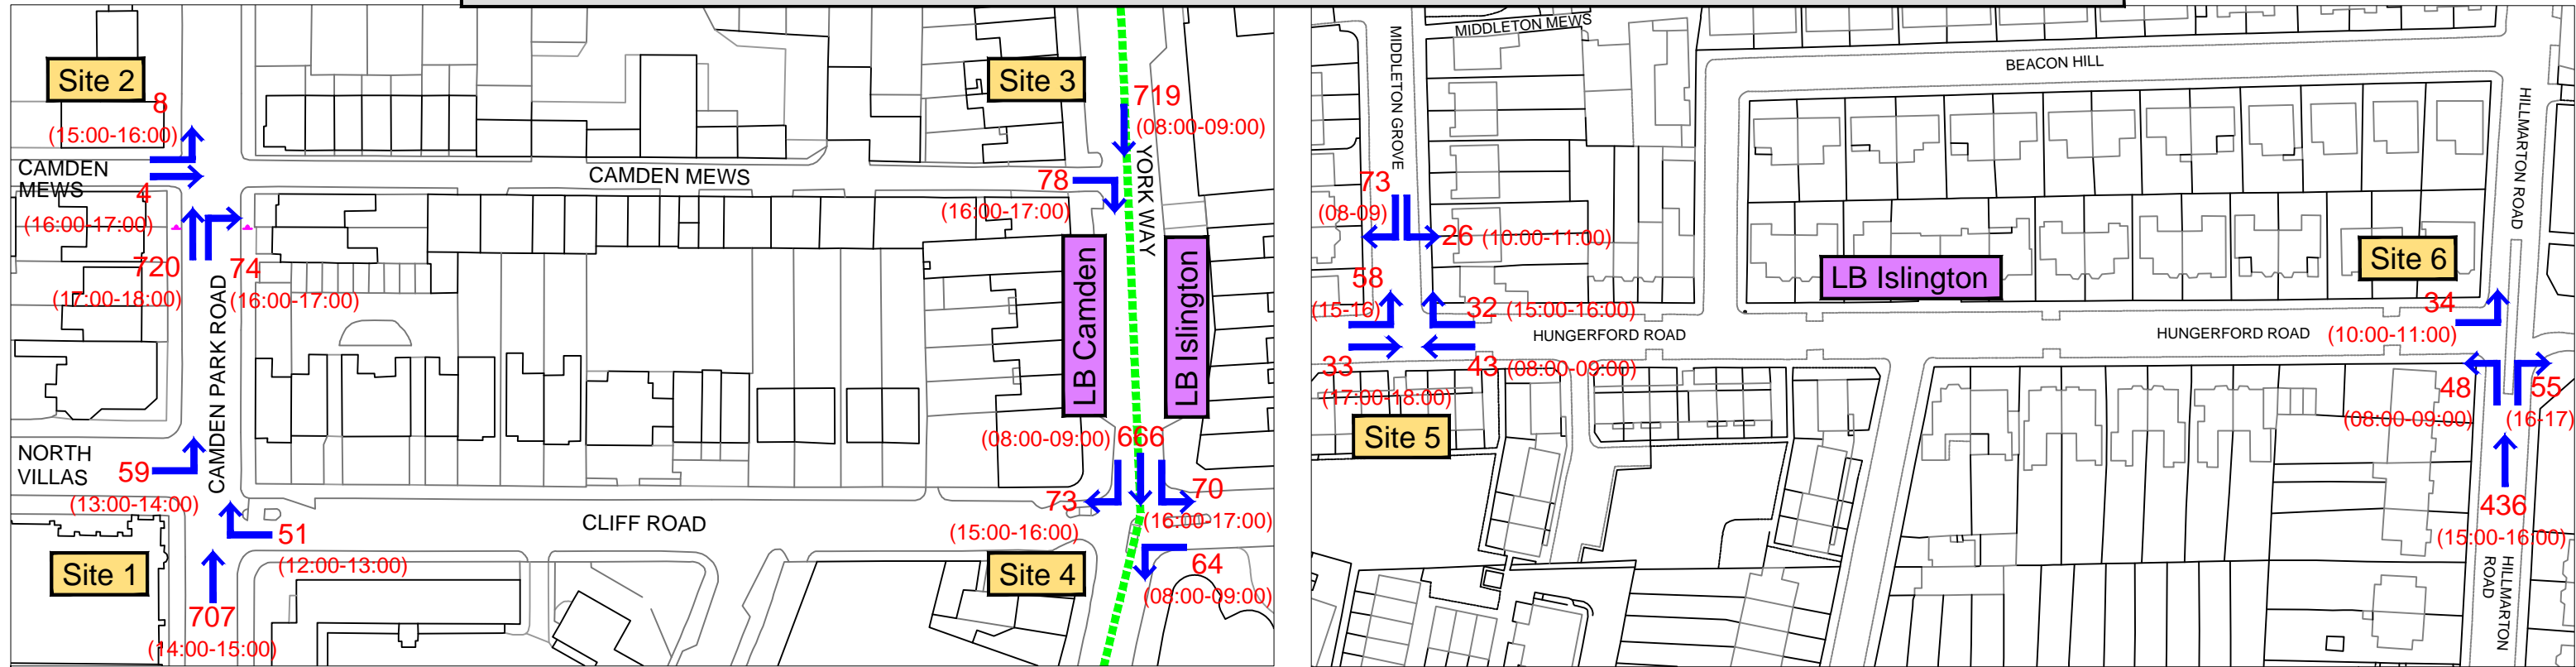 Site 2
8
(15:00-16:00)
CAMDEN
MEWS
4
(16:00-17:00)
720
(17:00-18:00)
74
(16:00-17:00)
CAMDEN PARK ROAD
NORTH
VILLAS
59
(13:00-14:00)
51
(12:00-13:00)
Site 1
707
(14:00-15:00)
CAMDEN MEWS
CLIFF ROAD
Site 3
719
(08:00-09:00)
YORK WAY
78
(16:00-17:00)
LB Camden
LB Islington
(08:00-09:00)
666
73
(15:00-16:00)
70
(16:00-17:00)
Site 4
64
(08:00-09:00)
MIDDLETON GROVE
MIDDLETON MEWS
BEACON HILL
HILLMARTON ROAD
73
(08-09)
26 (10:00-11:00)
58
(15-16)
32 (15:00-16:00)
HUNGERFORD ROAD
33
(17:00-18:00)
43 (08:00-09:00)
Site 5
LB Islington
Site 6
34
(10:00-11:00)
HUNGERFORD ROAD
48
(08:00-09:00)
55
(16-17)
436
(15:00-16:00)
HILLMARTON
ROAD